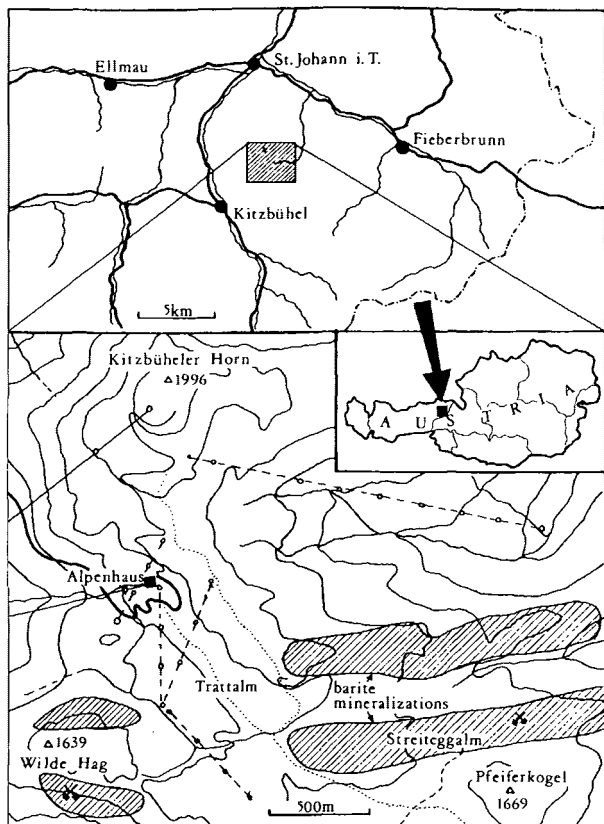 Ellmau
St. Johann i. T.
Fieberbrunn
Kitzbühel
5km
Kitzbüheler Horn
△ 1996
AUSTRIA
Alpenhaus
Trattalm
barite
mineralizations
Streiteggalm
△ 1639
Wilde Hag
Pfeiferkogel
△
1669
500m